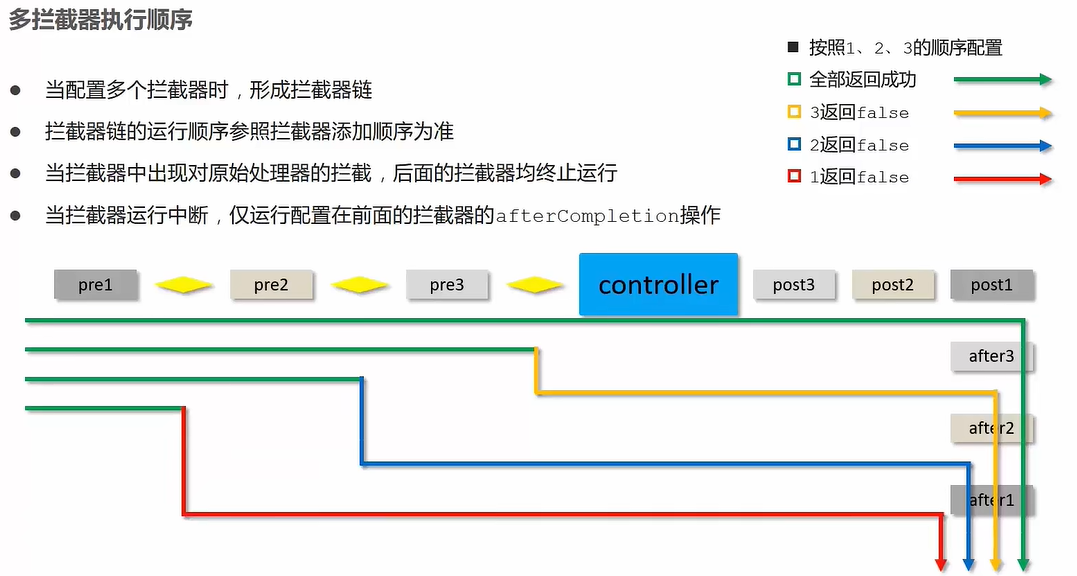 多拦截器执行顺序
按照1、2、3的顺序配置
全部返回成功
3返回false
2返回false
1返回false
当配置多个拦截器时，形成拦截器链
拦截器链的运行顺序参照拦截器添加顺序为准
当拦截器中出现对原始处理器的拦截，后面的拦截器均终止运行
当拦截器运行中断，仅运行配置在前面的拦截器的afterCompletion操作
pre1
pre2
pre3
controller
post3
post2
post1
after3
after2
after1